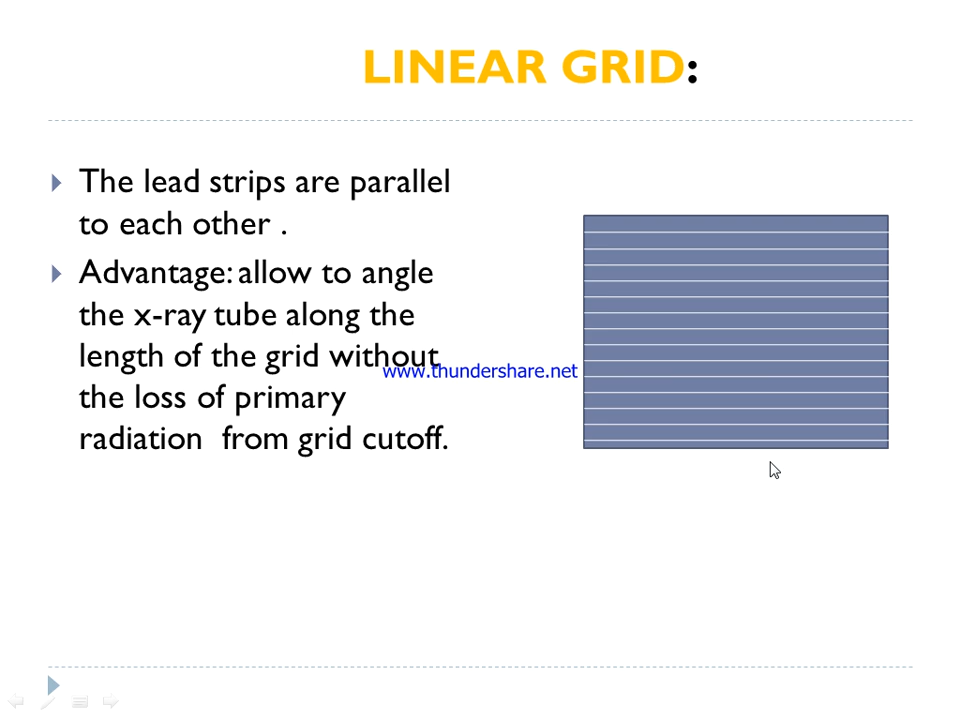 LINEAR GRID:
The lead strips are parallel
to each other .
Advantage: allow to angle
the x-ray tube along the
length of the grid without
www.thundershare.net
the loss of primary
radiation from grid cutoff.